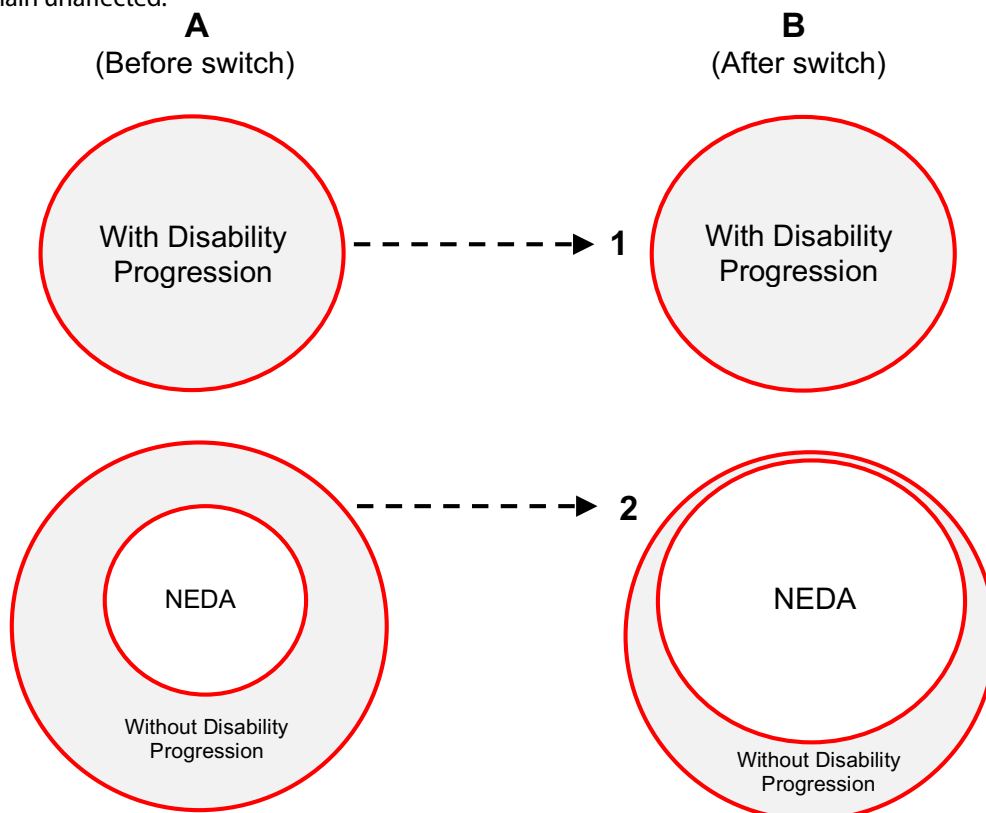 unaffected.
A
(Before switch)
B
(After switch)
With Disability
Progression
1
With Disability
Progression
2
NEDA
NEDA
Without Disability
Progression
Without Disability
Progression